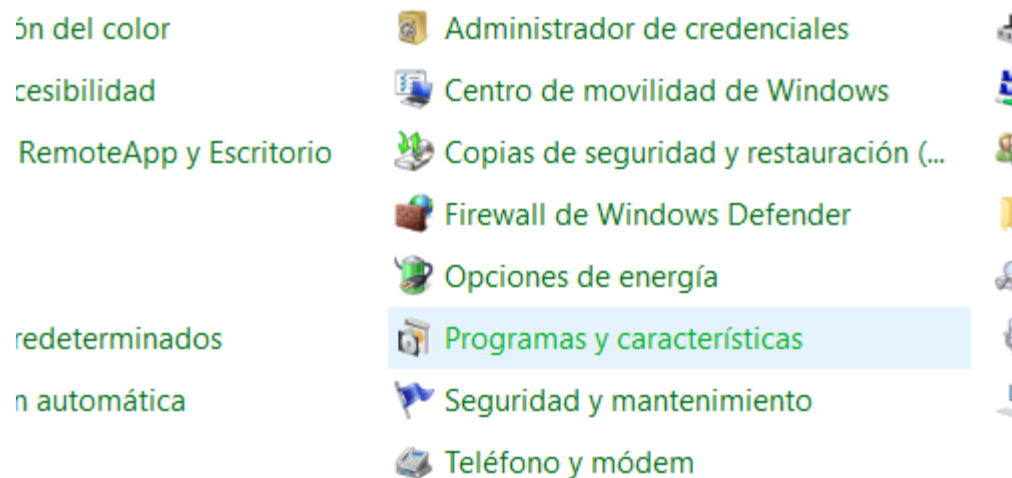 ón del color
cesibilidad
RemoteApp y Escritorio
redeterminados
n automática
Administrador de credenciales
Centro de movilidad de Windows
Copias de seguridad y restauración (...
Firewall de Windows Defender
Opciones de energía
Programas y características
Seguridad y mantenimiento
Teléfono y módem